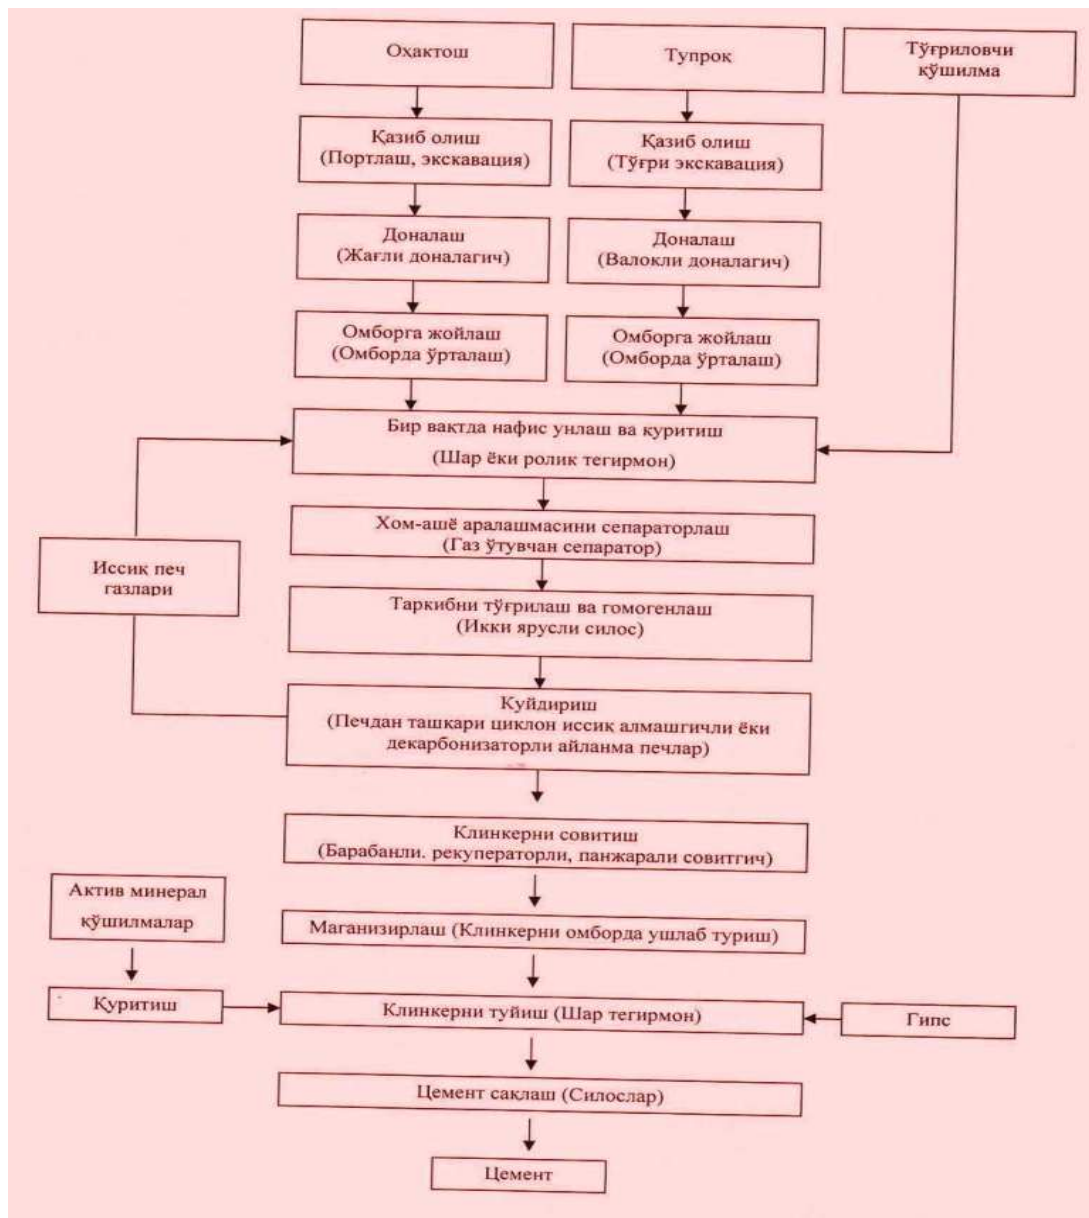 Оҳактош
Тупроқ
Тўғриловчи
қўшилма
Қазиб олиш
(Портлаш, экскавация)
Қазиб олиш
(Тўғри экскавация)
Доналаш
(Жағли доналагич)
Доналаш
(Валокли доналагич)
Омборга жойлаш
(Омборда ўрталаш)
Омборга жойлаш
(Омборда ўрталаш)
Бир вақтда нафис унлаш ва қуритиш
(Шар ёки ролик тегирмон)
Хом-ашё аралашмасини сепараторлаш
(Газ ўтувчан сепаратор)
Иссиқ печ
газлари
Таркибни тўғрилаш ва гомогенлаш
(Икки ярусли силос)
Куйдириш
(Печдан ташкари циклон иссиқ алмашгичли ёки
декарбонизаторли айланма печлар)
Клинкерни совитиш
(Барабанли. рекуператорли, панжарали совитгич)
Актив минерал
қўшилмалар
Маганизирлаш (Клинкерни омборда ушлаб туриш)
Қуритиш
Клинкерни туйиш (Шар тегирмон)
Гипс
Цемент сақлаш (Силослар)
Цемент